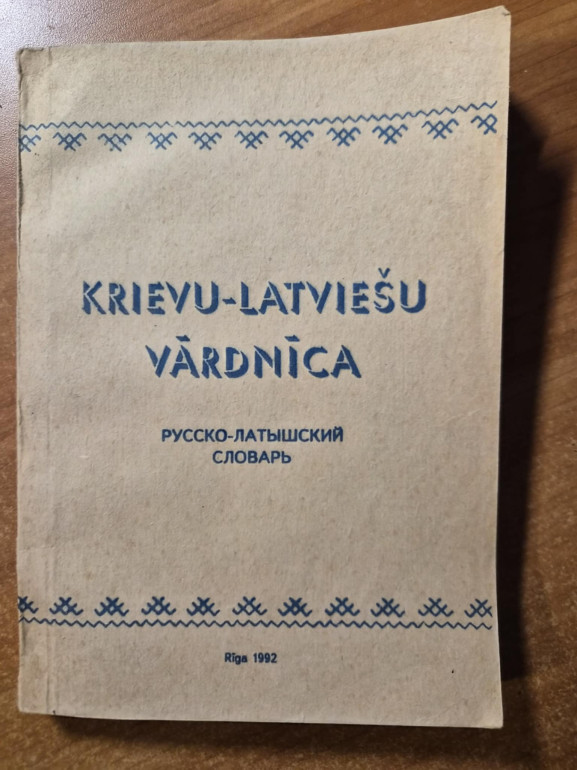 KRIEVU-LATVIEŠU
VĀRDNĪCA
РУССКО-ЛАТЫШСКИЙ
СЛОВАРЬ
Rīga 1992